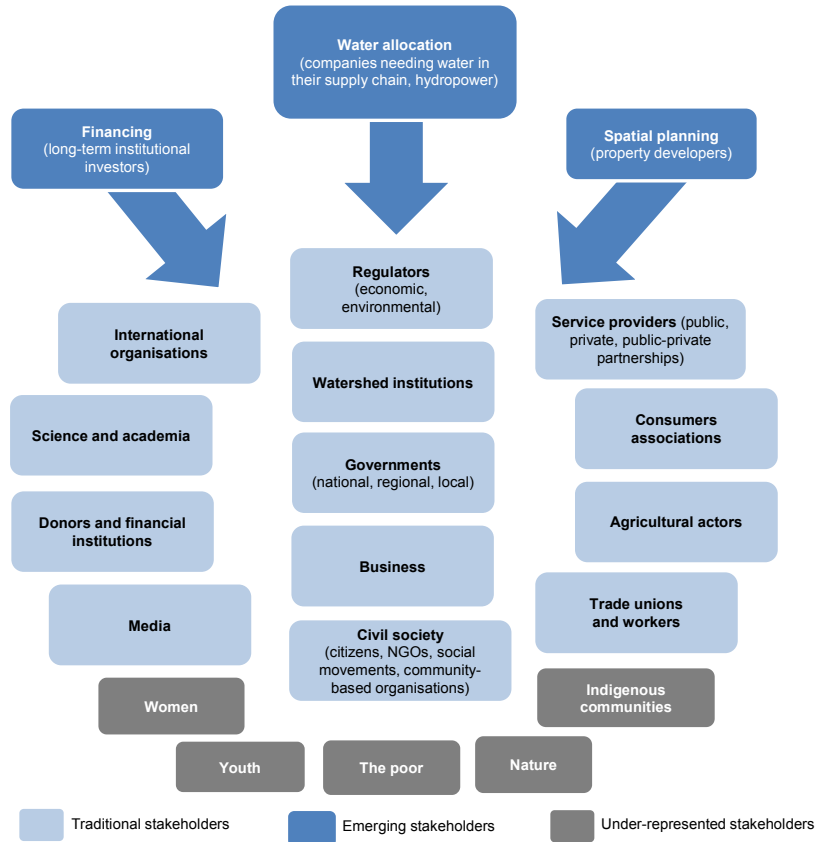 Water allocation
(companies needing water in
their supply chain, hydropower)
Financing
(long-term institutional
investors)
Spatial planning
(property developers)
Regulators
(economic,
environmental)
International
organisations
Service providers (public,
private, public-private
partnerships)
Watershed institutions
Science and academia
Consumers
associations
Governments
(national, regional, local)
Donors and financial
institutions
Agricultural actors
Business
Media
Trade unions
and workers
Civil society
(citizens, NGOs, social
movements, community-
based organisations)
Women
Indigenous
communities
Youth
The poor
Nature
Traditional stakeholders
Emerging stakeholders
Under-represented stakeholders